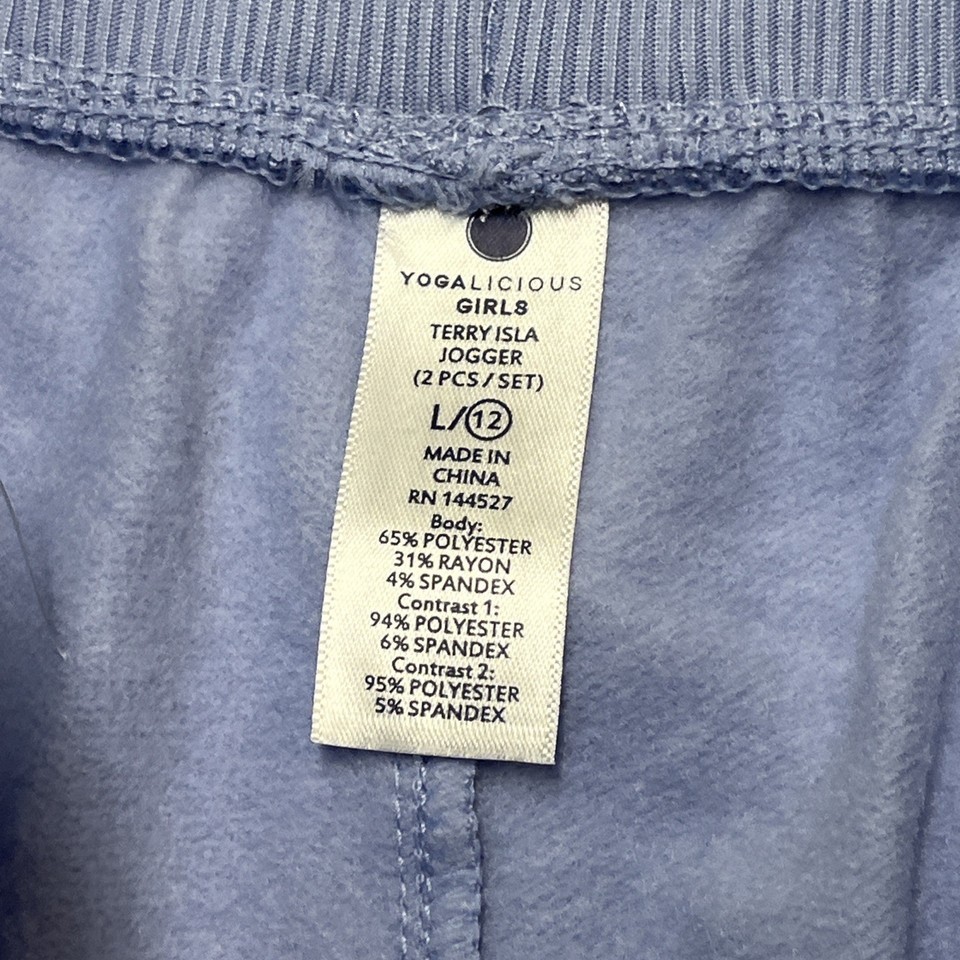 YOGALICIOUS
GIRLS
TERRY ISLA
JOGGER
(2 PCS / SET)
L/12
MADE IN
CHINA
RN 144527
Body:
65% POLYESTER
31% RAYON
4% SPANDEX
Contrast 1:
94% POLYESTER
6% SPANDEX
Contrast 2:
95% POLYESTER
5% SPANDEX